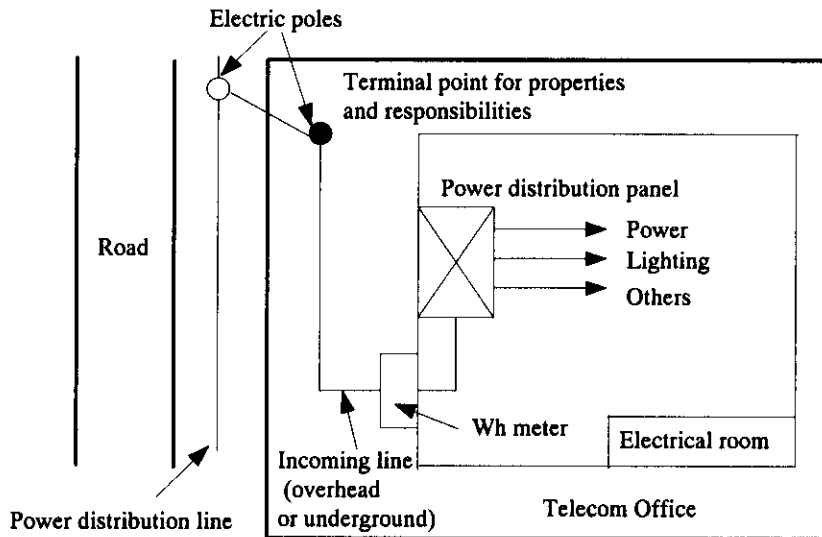 Electric poles
Terminal point for properties
and responsibilities
Power distribution panel
Power
Road
Lighting
Others
Wh meter
Electrical room
Incoming line
(overhead
or underground)
Power distribution line
Telecom Office